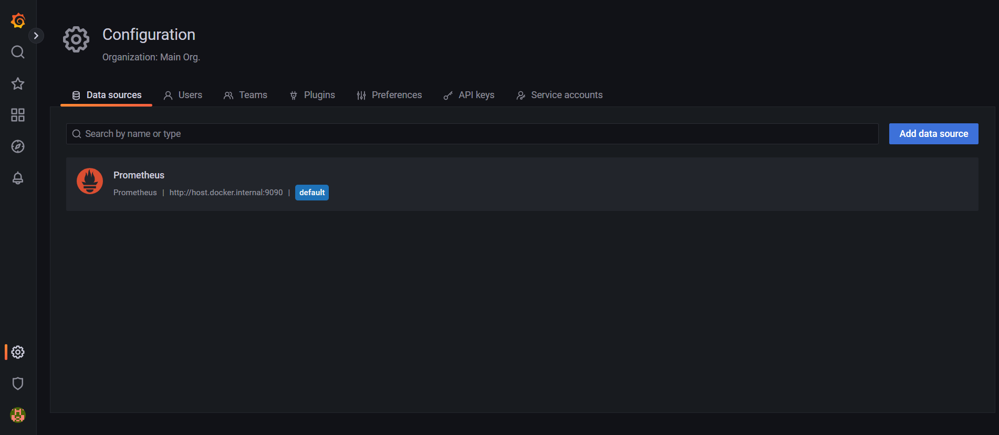 Configuration
Organization: Main Org.
Data sources Users Teams Plugins Preferences API keys Service accounts
Search by name or type Add data source
Prometheus
Prometheus | http://host.docker.internal:9090 | default